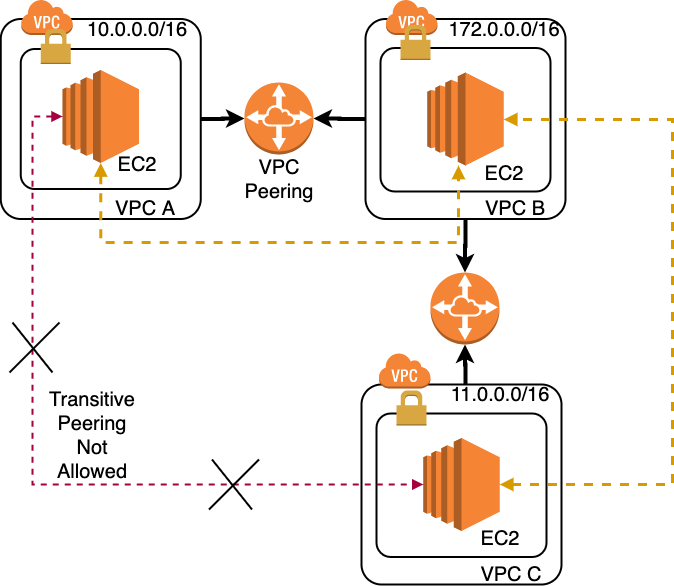 VPC
10.0.0.0/16
EC2
VPC A
VPC
Peering
VPC
172.0.0.0/16
EC2
VPC B
Transitive
Peering
Not
Allowed
VPC
11.0.0.0/16
EC2
VPC C